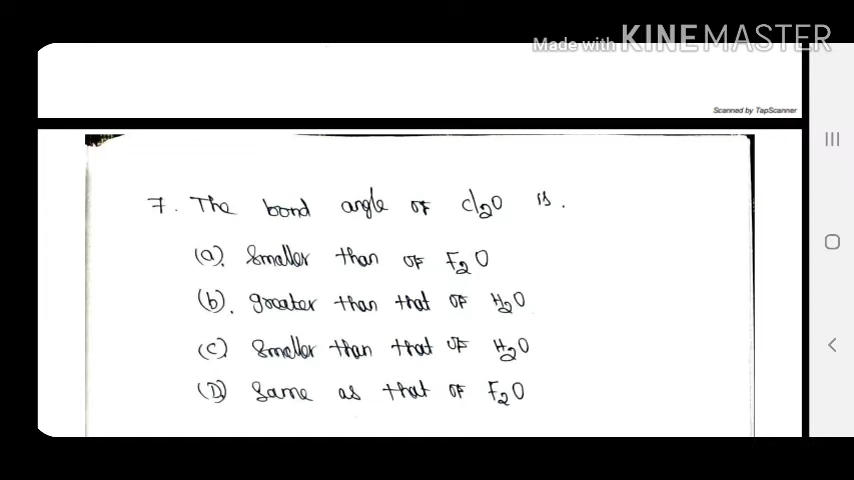 Made with KINEMASTER
Scanned by TapScanner
7. The bond angle of Cl2O is.
(a). Smaller than of F2O
(b). greater than that of H2O
(C) Smaller than that of H2O
(D) Same as that of F2O